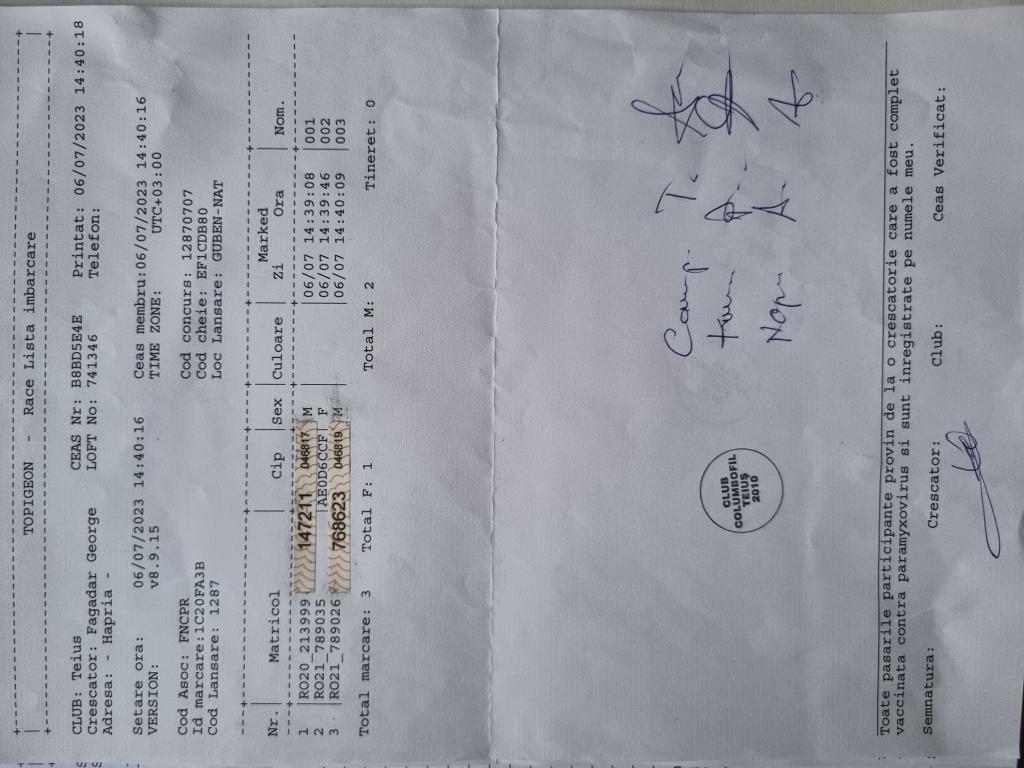 TOPIGEON - Race Lista imbarcare
CLUB: Teius CEAS Nr: B8BD5E4E Printat: 06/07/2023 14:40:18
Crescator: Fagadar George LOFT No: 741346 Telefon:
Adresa: - Hapria -
Setare ora: 06/07/2023 14:40:16 Ceas membru:06/07/2023 14:40:16
VERSION: v8.9.15 TIME ZONE: UTC+03:00
Cod Asoc: FNCPR Cod concurs: 12870707
Id marcare:1C20FA3B Cod cheie: EF1CDB80
Cod Lansare: 1287 Loc Lansare: GUBEN-NAT
Marked
Nr.| Matricol | Cip |Sex |Culoare | Zi Ora | Nom.
1 |RO20_213999 147211 046817 |M | |06/07 14:39:08 |001
2 |RO21_789035 |AE0D6CCF F |06/07 14:39:46 |002
3 |RO21_789026 768623 046819 |M |06/07 14:40:09 |003
Total marcare: 3 Total F: 1 Total M: 2 Tineret: 0
CLUB
COLUMBOFIL
TEIUȘ
2010
Toate pasarile participante provin de la o crescatorie care a fost complet
vaccinata contra paramyxovirus si sunt inregistrate pe numele meu.
Semnatura: Crescator: Club: Ceas Verificat: